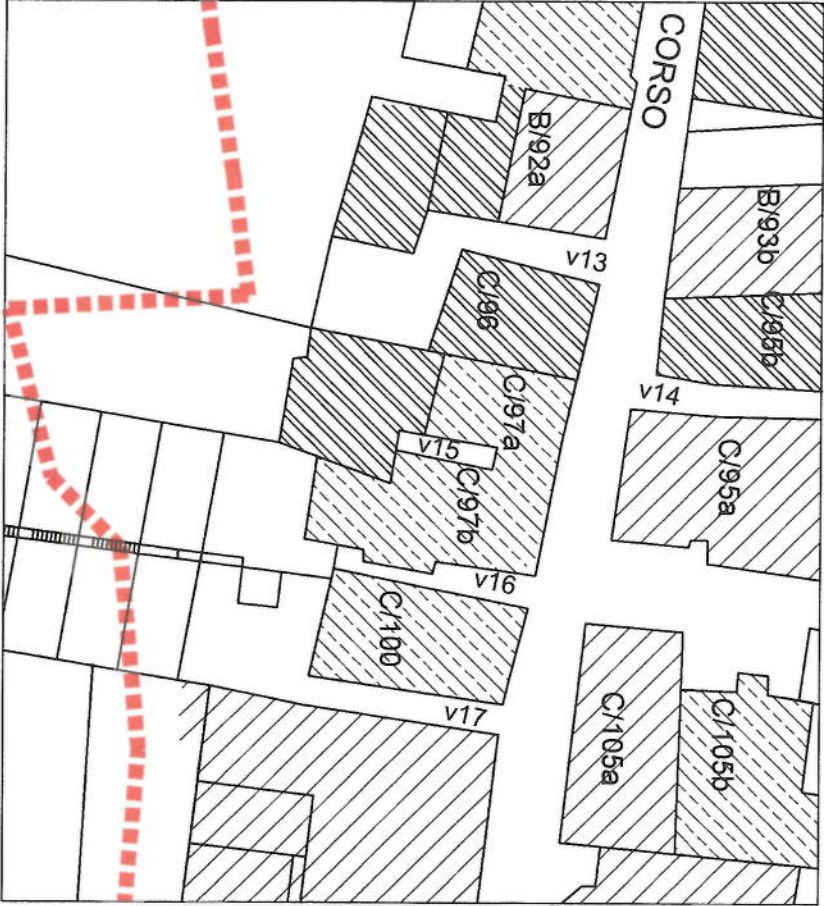 CORSO
B/92a
B/93b
v13
C/96
C/95b
v14
C/97a
v15
C/95a
C/97b
v16
C/100
v17
C/105a
C/105b